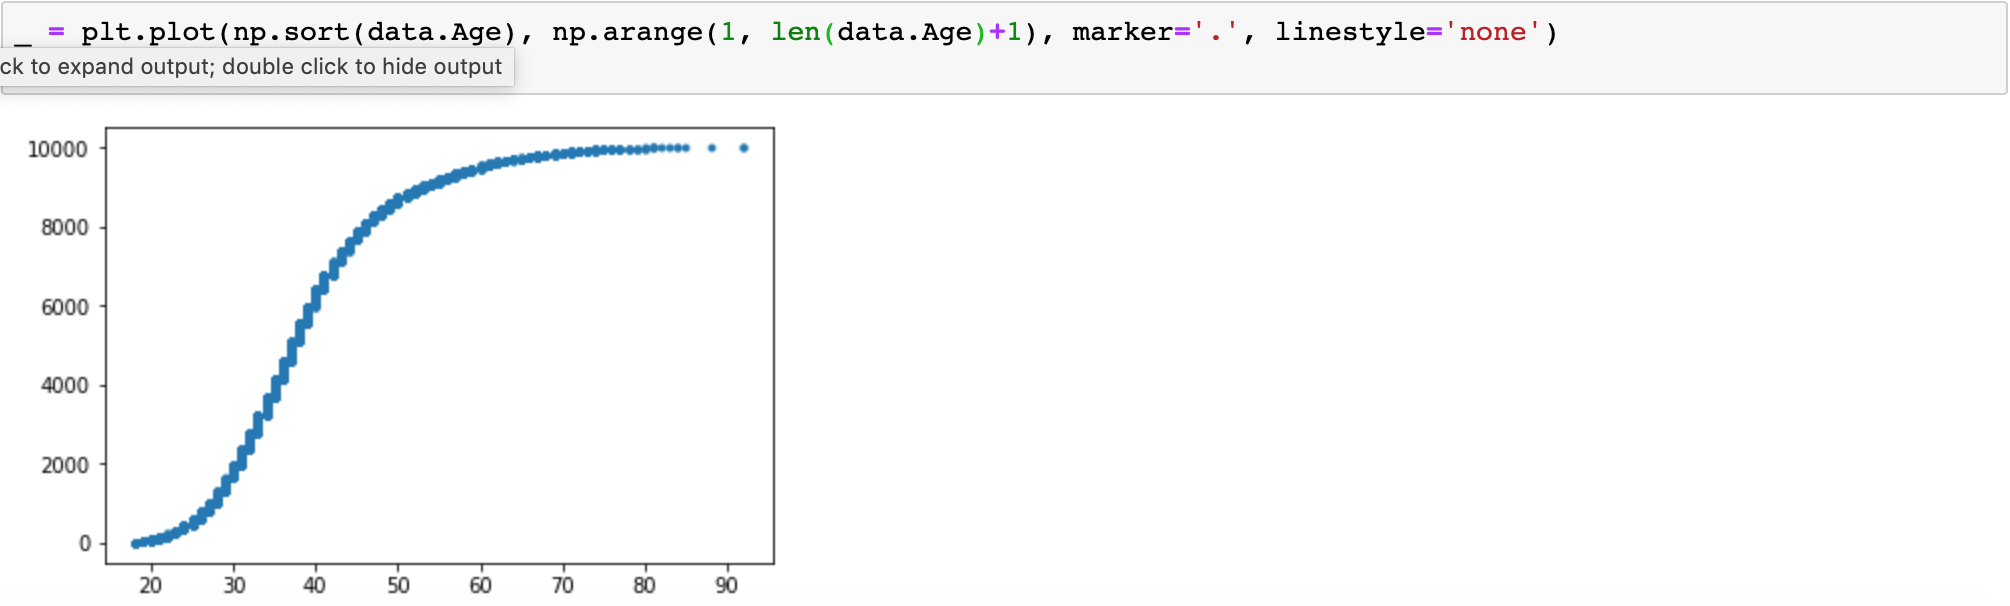 _ = plt.plot(np.sort(data.Age), np.arange(1, len(data.Age)+1), marker='.', linestyle='none')
ck to expand output; double click to hide output
10000
8000
6000
4000
2000
0
20 30 40 50 60 70 80 90